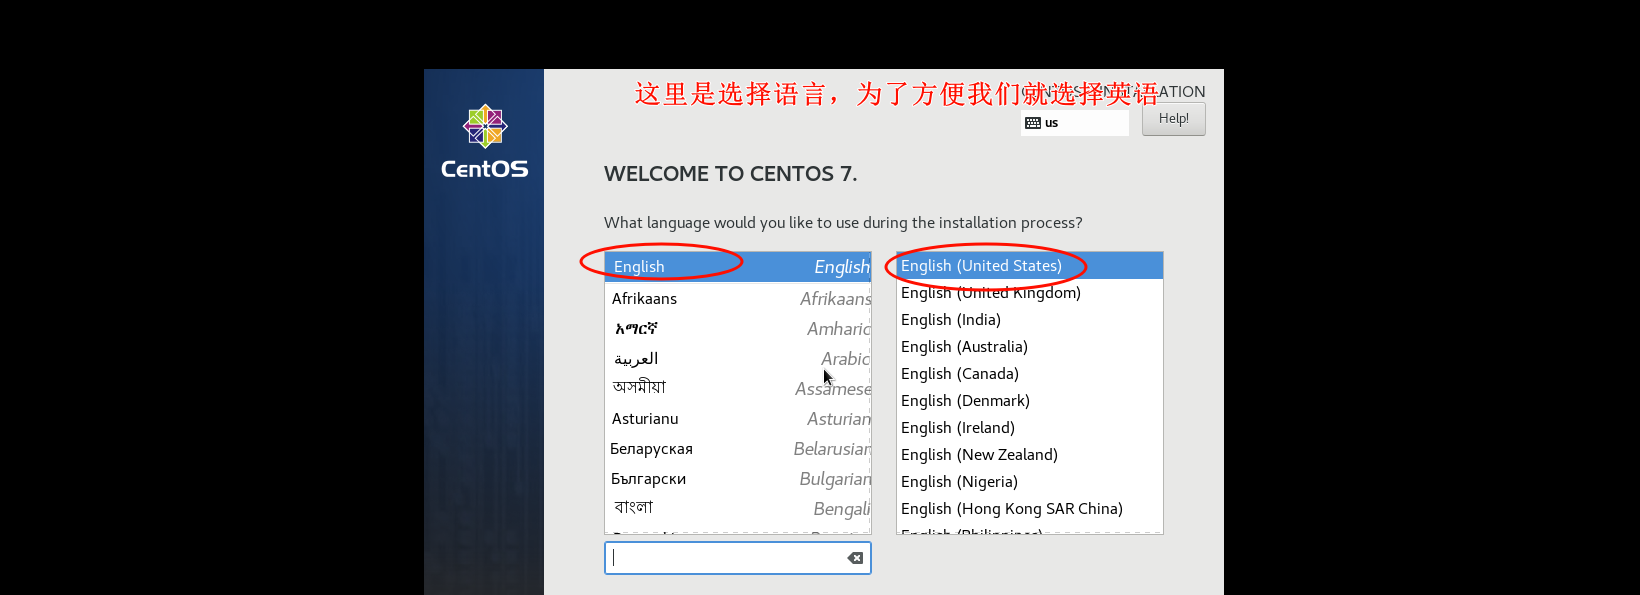 这里是选择语言，为了方便我们就选择英语
ATION
us
Help!
CentOS
WELCOME TO CENTOS 7.
What language would you like to use during the installation process?
English English
Afrikaans Afrikaans
አማርኛ Amharic
العربية Arabic
অসমীয়া Assamese
Asturianu Asturian
Беларуская Belarusian
Български Bulgarian
বাংলা Bengali
English (United States)
English (United Kingdom)
English (India)
English (Australia)
English (Canada)
English (Denmark)
English (Ireland)
English (New Zealand)
English (Nigeria)
English (Hong Kong SAR China)
English (Philippines)